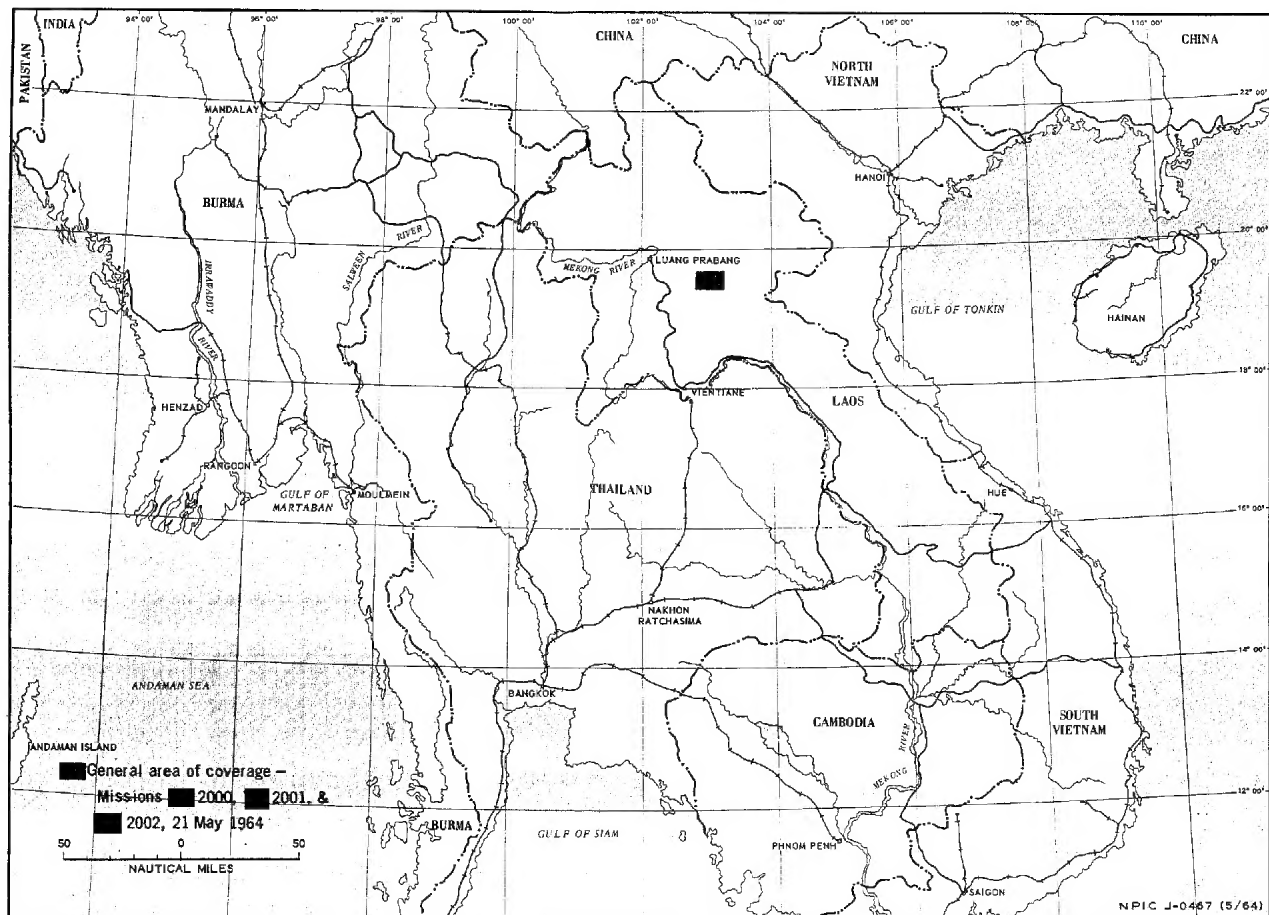 94° 00'
96° 00'
98° 00'
100° 00'
102° 00'
104° 00'
106° 00'
108° 00'
110° 00'
INDIA
CHINA
CHINA
PAKISTAN
NORTH
VIETNAM
22° 00'
MANDALAY
HANOI
BURMA
20° 00'
SALWEEN
RIVER
MEKONG RIVER
LUANG PRABANG
IRRAWADDY
RIVER
GULF OF TONKIN
HAINAN
18° 00'
VIENTIANE
HENZAD
LAOS
RANGOON
GULF OF
MARTABAN
MOULMEIN
THAILAND
HUE
16° 00'
NAKHON
RATCHASIMA
14° 00'
ANDAMAN SEA
BANGKOK
CAMBODIA
SOUTH
VIETNAM
MEKONG
RIVER
ANDAMAN ISLAND
General area of coverage –
Missions 2000, 2001, &
2002, 21 May 1964
12° 00'
BURMA
GULF OF SIAM
PHNOM PENH
50 0 50
NAUTICAL MILES
SAIGON
NPIC J-0467 (5/64)